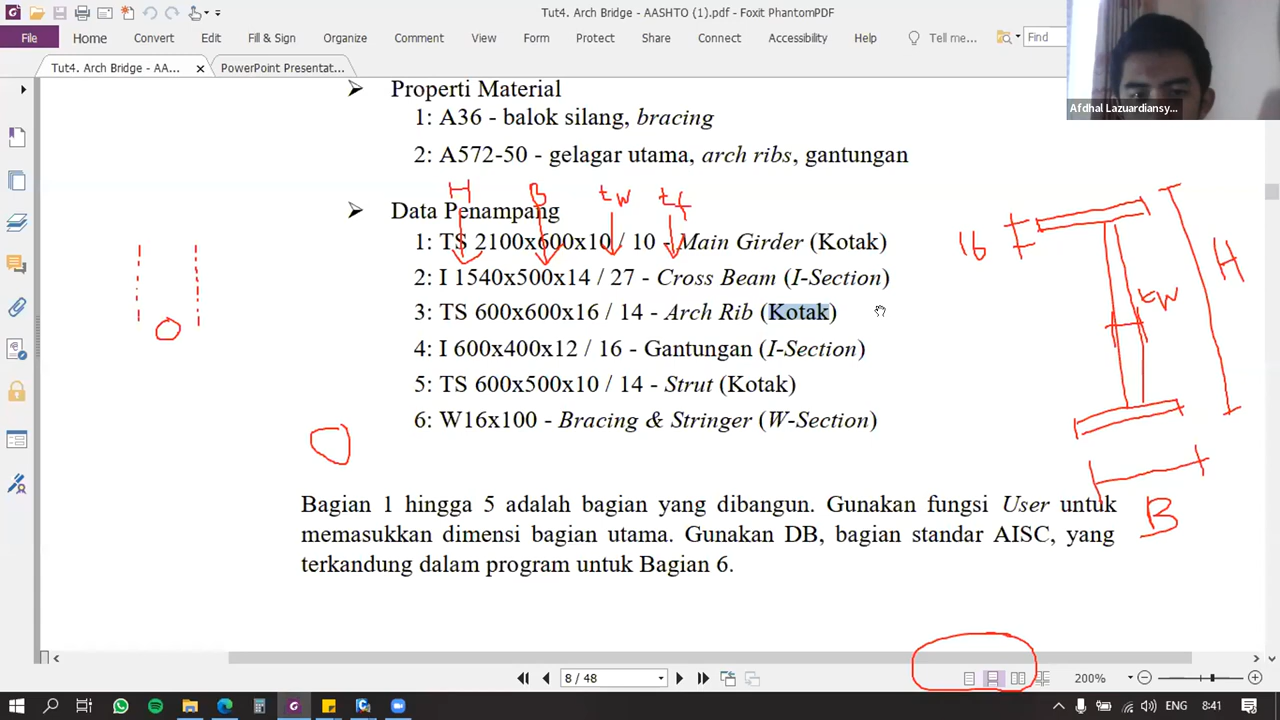 Tut4. Arch Bridge - AASHTO (1).pdf - Foxit PhantomPDF
File Home Convert Edit Fill & Sign Organize Comment View Form Protect Share Connect Accessibility Help Tell me... Find
Tut4. Arch Bridge - AA... PowerPoint Presentat...
Afdhal Lazuardiansy...
Properti Material
1: A36 - balok silang, bracing
2: A572-50 - gelagar utama, arch ribs, gantungan
H B tw tf
Data Penampang
1: TS 2100x600x10 / 10 - Main Girder (Kotak)
2: I 1540x500x14 / 27 - Cross Beam (I-Section)
3: TS 600x600x16 / 14 - Arch Rib (Kotak)
4: I 600x400x12 / 16 - Gantungan (I-Section)
5: TS 600x500x10 / 14 - Strut (Kotak)
6: W16x100 - Bracing & Stringer (W-Section)
16
H
tw
B
Bagian 1 hingga 5 adalah bagian yang dibangun. Gunakan fungsi User untuk
memasukkan dimensi bagian utama. Gunakan DB, bagian standar AISC, yang
terkandung dalam program untuk Bagian 6.
8 / 48
200%
ENG 8:41